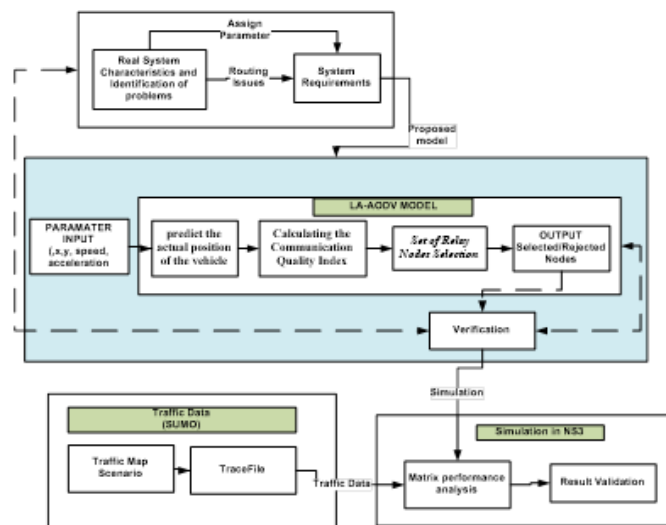 Assign
Parameter
Real System
Characteristics and
Identification of
problems
Routing
Issues
System
Requirements
Proposed
model
LA-AODV MODEL
PARAMATER
INPUT
(,x,y, speed,
acceleration
predict the
actual position
of the vehicle
Calculating the
Communication
Quality Index
Set of Relay
Nodes Selection
OUTPUT
Selected/Rejected
Nodes
Verification
Simulation
Traffic Data
(SUMO)
Simulation in NS3
Traffic Map
Scenario
TraceFile
Traffic Data
Matrix performance
analysis
Result Validation